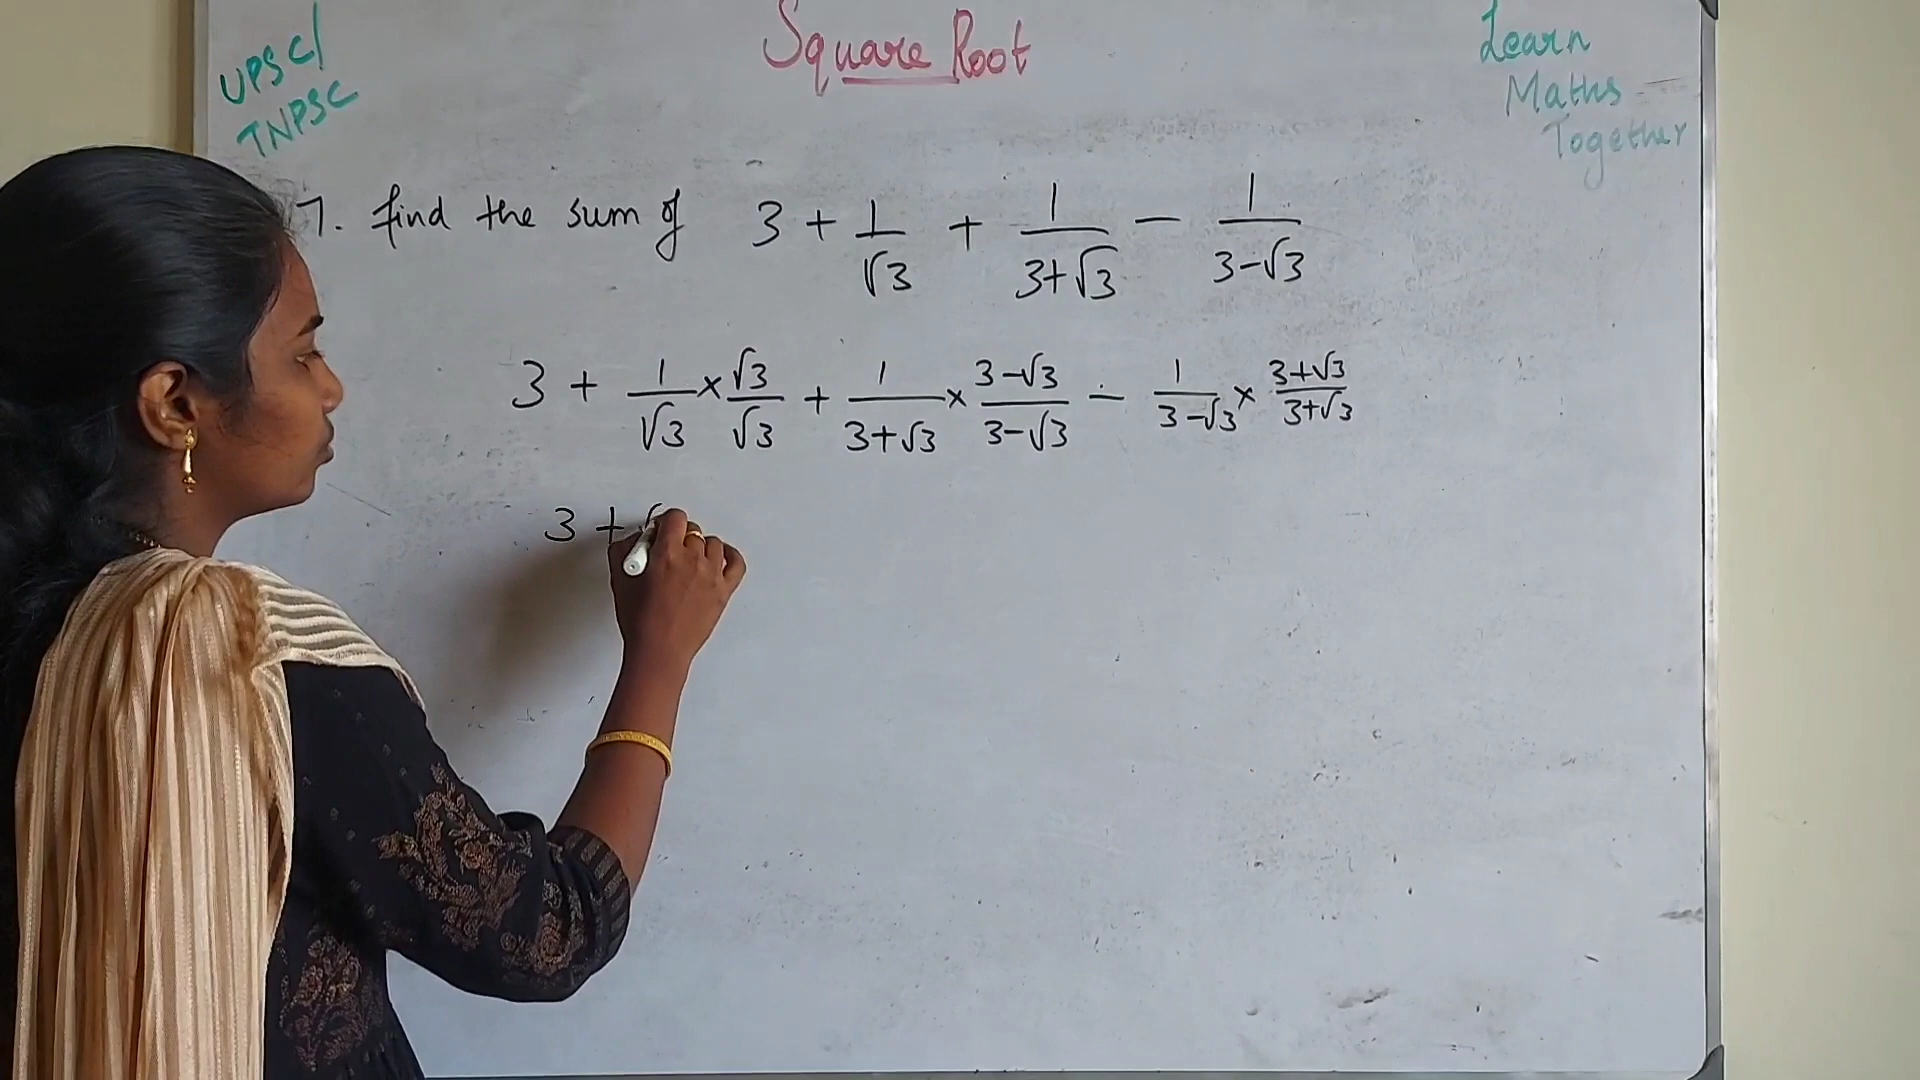 UPSC/
TNPSC
Square Root
Learn
Maths
Together
7. find the sum of 3 + 1/√3 + 1/(3+√3) − 1/(3−√3)
3 + 1/√3 × √3/√3 + 1/(3+√3) × (3−√3)/(3−√3) − 1/(3−√3) × (3+√3)/(3+√3)
3 + √